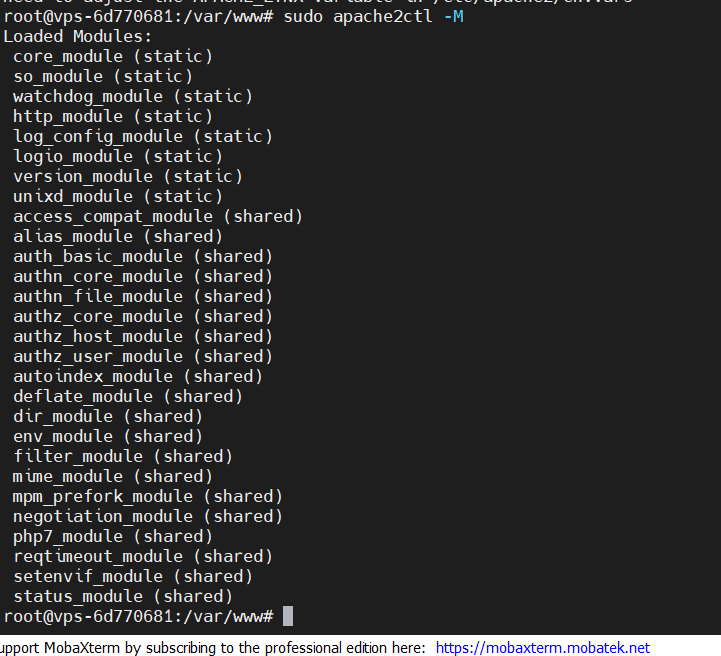 root@vps-6d770681:/var/www# sudo apache2ctl -M
Loaded Modules:
 core_module (static)
 so_module (static)
 watchdog_module (static)
 http_module (static)
 log_config_module (static)
 logio_module (static)
 version_module (static)
 unixd_module (static)
 access_compat_module (shared)
 alias_module (shared)
 auth_basic_module (shared)
 authn_core_module (shared)
 authn_file_module (shared)
 authz_core_module (shared)
 authz_host_module (shared)
 authz_user_module (shared)
 autoindex_module (shared)
 deflate_module (shared)
 dir_module (shared)
 env_module (shared)
 filter_module (shared)
 mime_module (shared)
 mpm_prefork_module (shared)
 negotiation_module (shared)
 php7_module (shared)
 reqtimeout_module (shared)
 setenvif_module (shared)
 status_module (shared)
root@vps-6d770681:/var/www#
upport MobaXterm by subscribing to the professional edition here: https://mobaxterm.mobatek.net